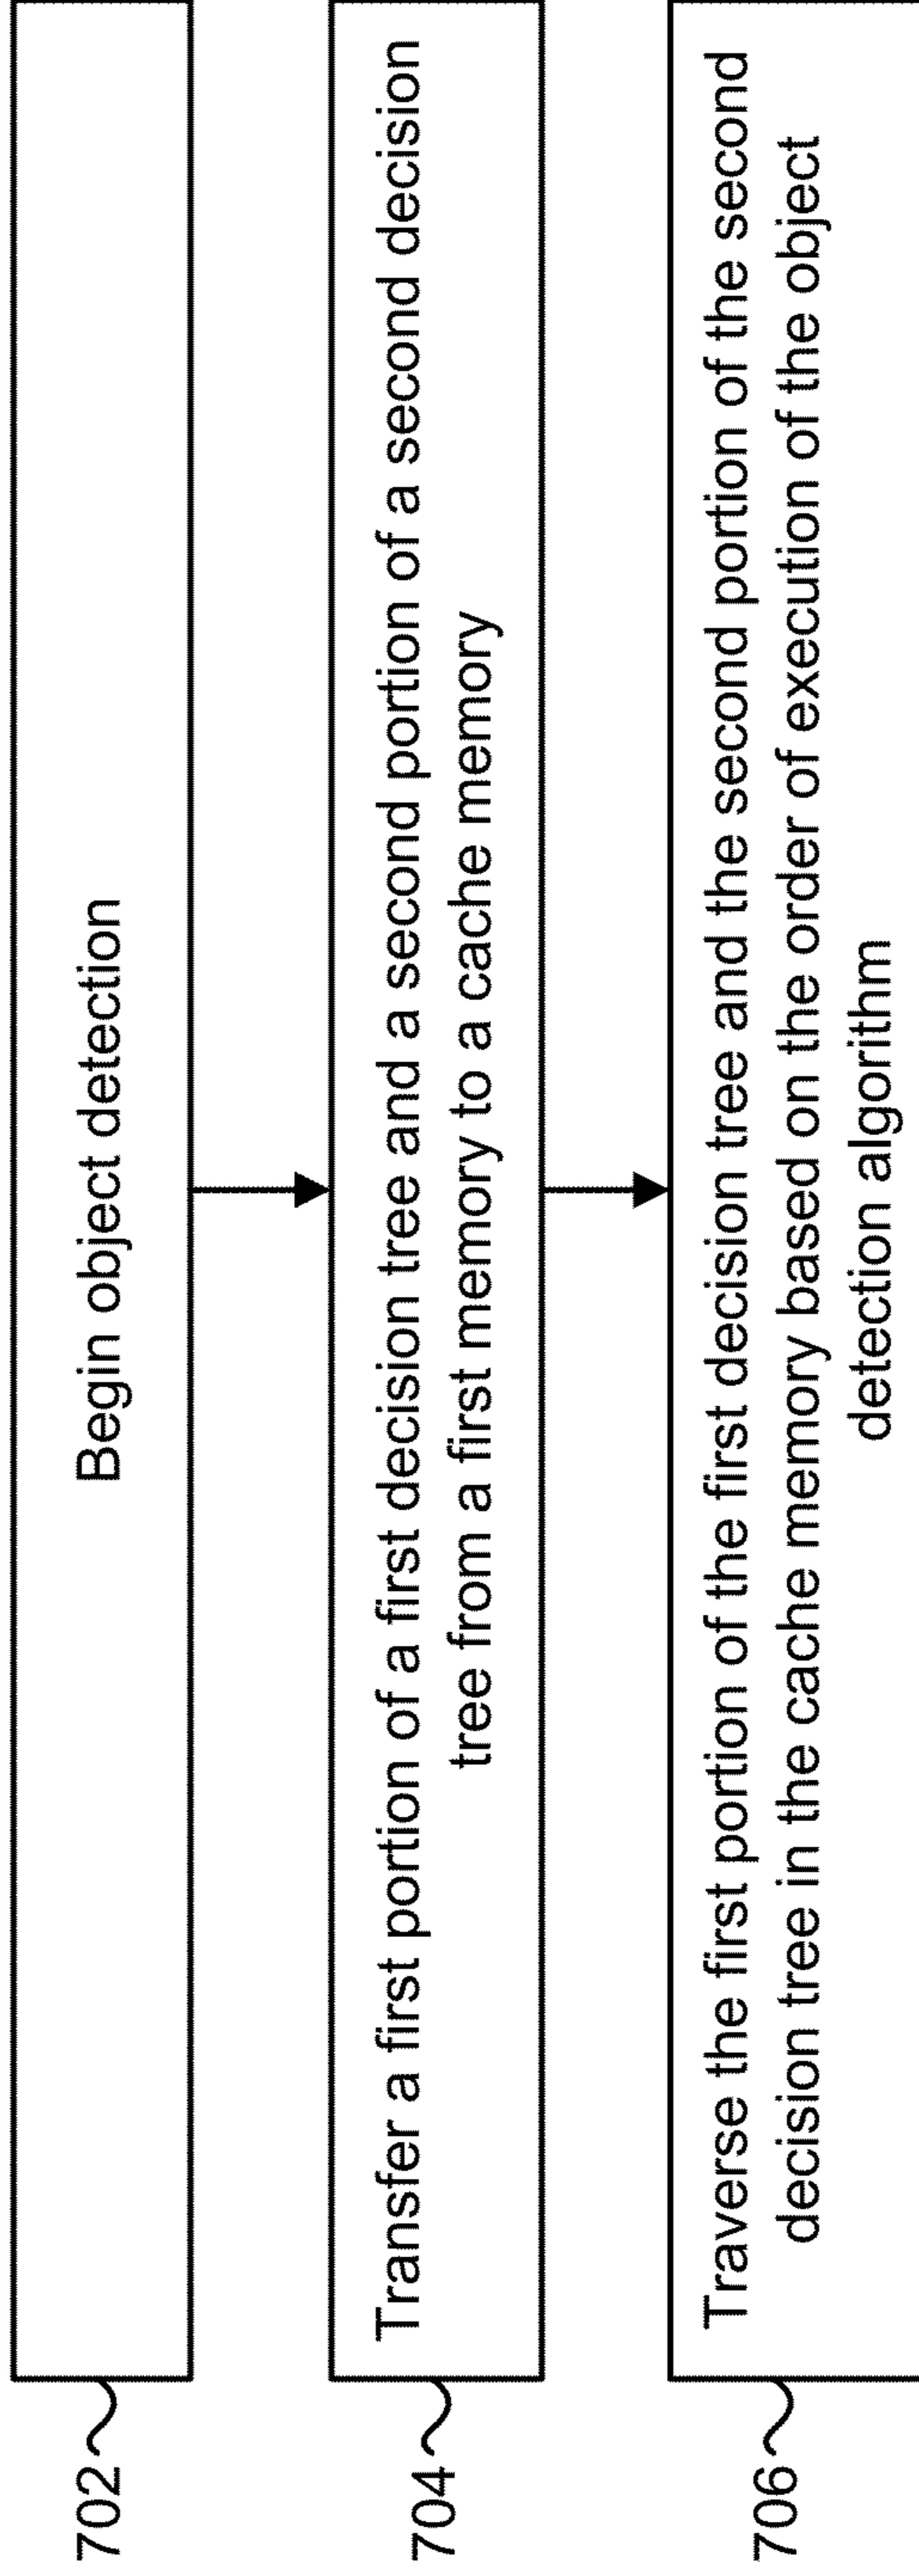 702
Begin object detection
704
Transfer a first portion of a first decision tree and a second portion of a second decision
tree from a first memory to a cache memory
706
Traverse the first portion of the first decision tree and the second portion of the second
decision tree in the cache memory based on the order of execution of the object
detection algorithm